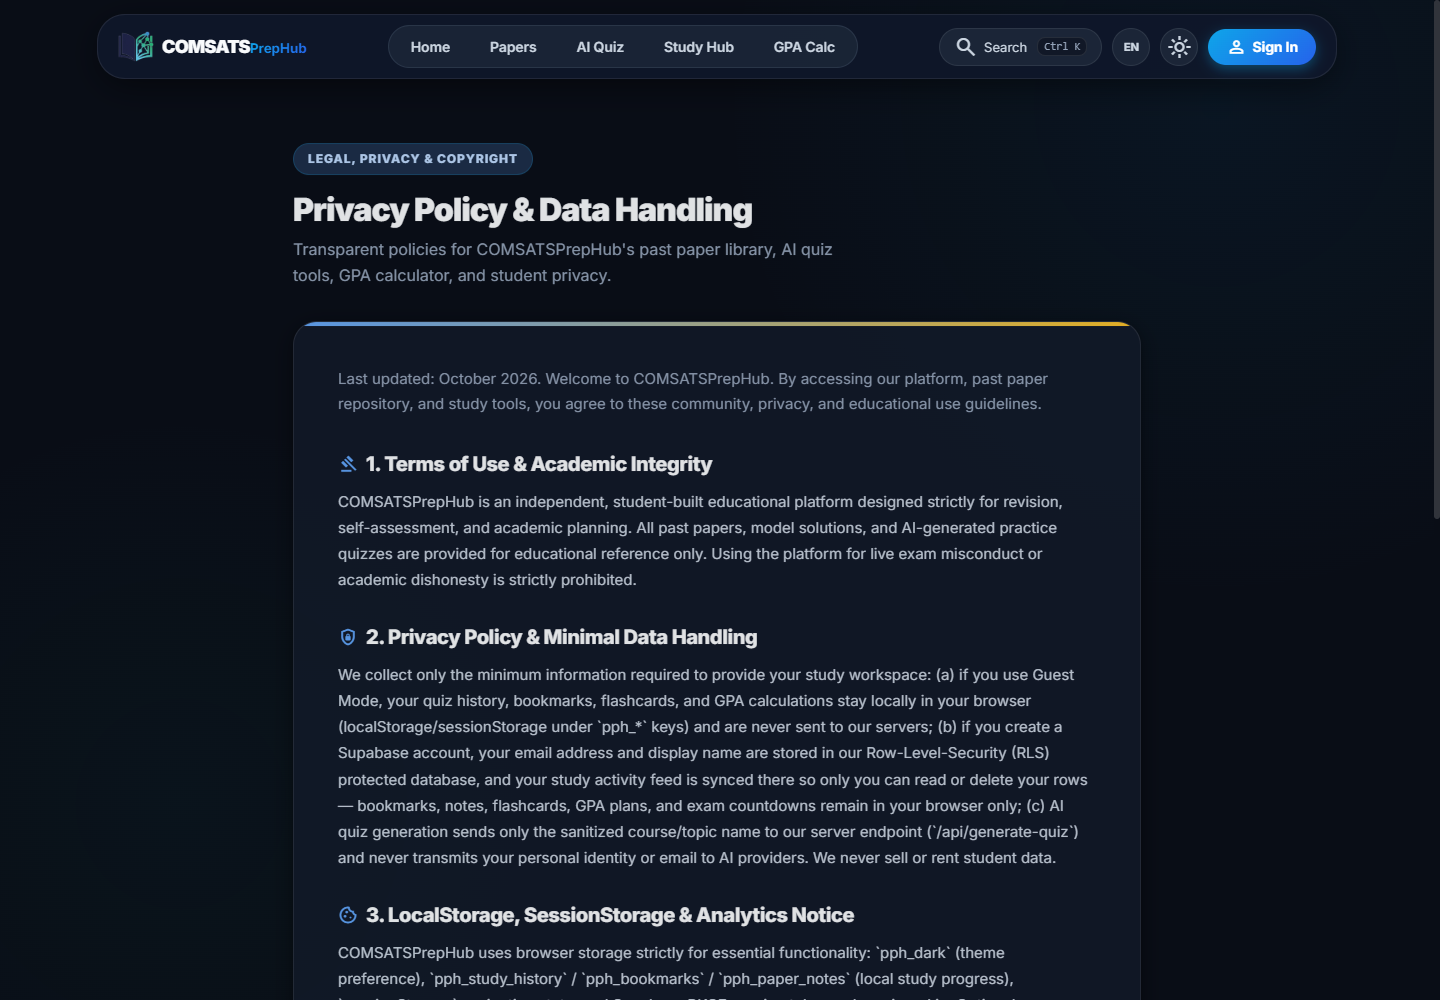 COMSATSPrepHub
Home
Papers
AI Quiz
Study Hub
GPA Calc
Search
Ctrl K
EN
Sign In
LEGAL, PRIVACY & COPYRIGHT
Privacy Policy & Data Handling
Transparent policies for COMSATSPrepHub's past paper library, AI quiz
tools, GPA calculator, and student privacy.
Last updated: October 2026. Welcome to COMSATSPrepHub. By accessing our platform, past paper
repository, and study tools, you agree to these community, privacy, and educational use guidelines.
1. Terms of Use & Academic Integrity
COMSATSPrepHub is an independent, student-built educational platform designed strictly for revision,
self-assessment, and academic planning. All past papers, model solutions, and AI-generated practice
quizzes are provided for educational reference only. Using the platform for live exam misconduct or
academic dishonesty is strictly prohibited.
2. Privacy Policy & Minimal Data Handling
We collect only the minimum information required to provide your study workspace: (a) if you use Guest
Mode, your quiz history, bookmarks, flashcards, and GPA calculations stay locally in your browser
(localStorage/sessionStorage under `pph_*` keys) and are never sent to our servers; (b) if you create a
Supabase account, your email address and display name are stored in our Row-Level-Security (RLS)
protected database, and your study activity feed is synced there so only you can read or delete your rows
— bookmarks, notes, flashcards, GPA plans, and exam countdowns remain in your browser only; (c) AI
quiz generation sends only the sanitized course/topic name to our server endpoint (`/api/generate-quiz`)
and never transmits your personal identity or email to AI providers. We never sell or rent student data.
3. LocalStorage, SessionStorage & Analytics Notice
COMSATSPrepHub uses browser storage strictly for essential functionality: `pph_dark` (theme
preference), `pph_study_history` / `pph_bookmarks` / `pph_paper_notes` (local study progress),